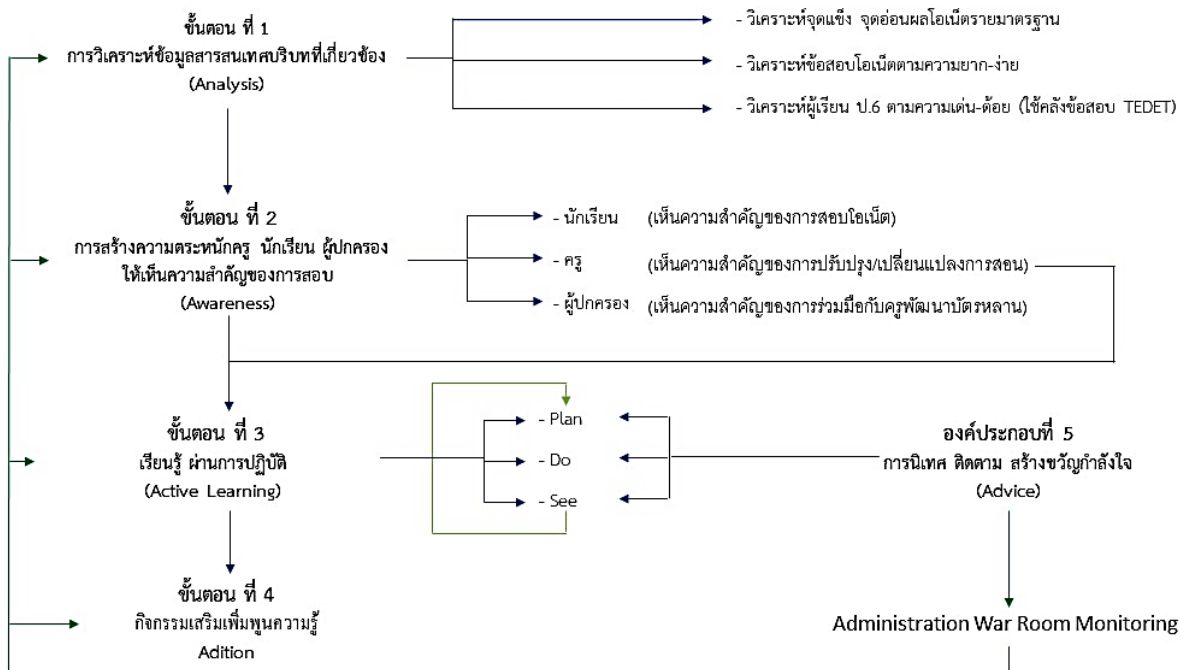 ขั้นตอน ที่ 1
การวิเคราะห์ข้อมูลสารสนเทศบริบทที่เกี่ยวข้อง
(Analysis)
- วิเคราะห์จุดแข็ง จุดอ่อนผลโอเน็ตรายมาตรฐาน
- วิเคราะห์ข้อสอบโอเน็ตตามความยาก-ง่าย
- วิเคราะห์ผู้เรียน ป.6 ตามความเด่น-ด้อย (ใช้คลังข้อสอบ TEDET)
ขั้นตอน ที่ 2
การสร้างความตระหนักครู นักเรียน ผู้ปกครอง
ให้เห็นความสำคัญของการสอบ
(Awareness)
- นักเรียน (เห็นความสำคัญของการสอบโอเน็ต)
- ครู (เห็นความสำคัญของการปรับปรุง/เปลี่ยนแปลงการสอน)
- ผู้ปกครอง (เห็นความสำคัญของการร่วมมือกับครูพัฒนาบัตรหลาน)
ขั้นตอน ที่ 3
เรียนรู้ ผ่านการปฏิบัติ
(Active Learning)
- Plan
- Do
- See
องค์ประกอบที่ 5
การนิเทศ ติดตาม สร้างขวัญกำลังใจ
(Advice)
ขั้นตอน ที่ 4
กิจกรรมเสริมเพิ่มพูนความรู้
Adition
Administration War Room Monitoring